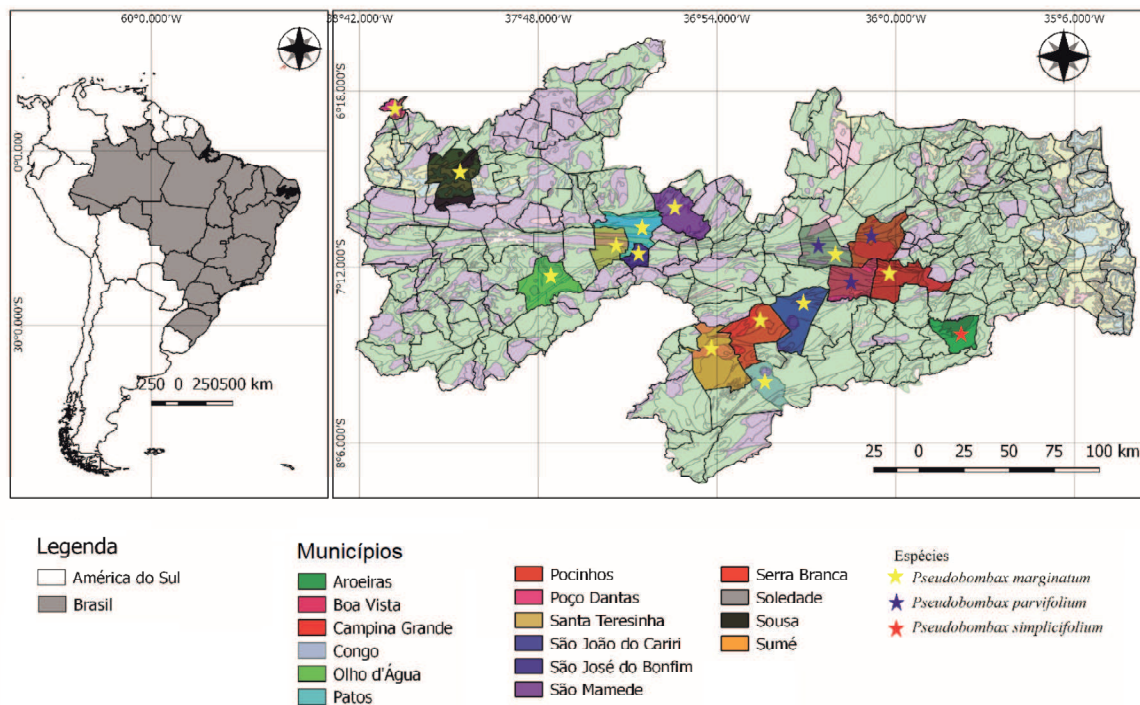 60°0.000'W
38°42.000'W 37°48.000'W 36°54.000'W 36°0.000'W 35°6.000'W
6°18.000'S
0°0.000'
7°12.000'S
30°0.000'S
250 0 250500 km
8°6.000'S
25 0 25 50 75 100 km
Legenda
América do Sul
Brasil
Municípios
Aroeiras
Boa Vista
Campina Grande
Congo
Olho d'Água
Patos
Pocinhos
Poço Dantas
Santa Teresinha
São João do Cariri
São José do Bonfim
São Mamede
Serra Branca
Soledade
Sousa
Sumé
Espécies
Pseudobombax marginatum
Pseudobombax parvifolium
Pseudobombax simplicifolium